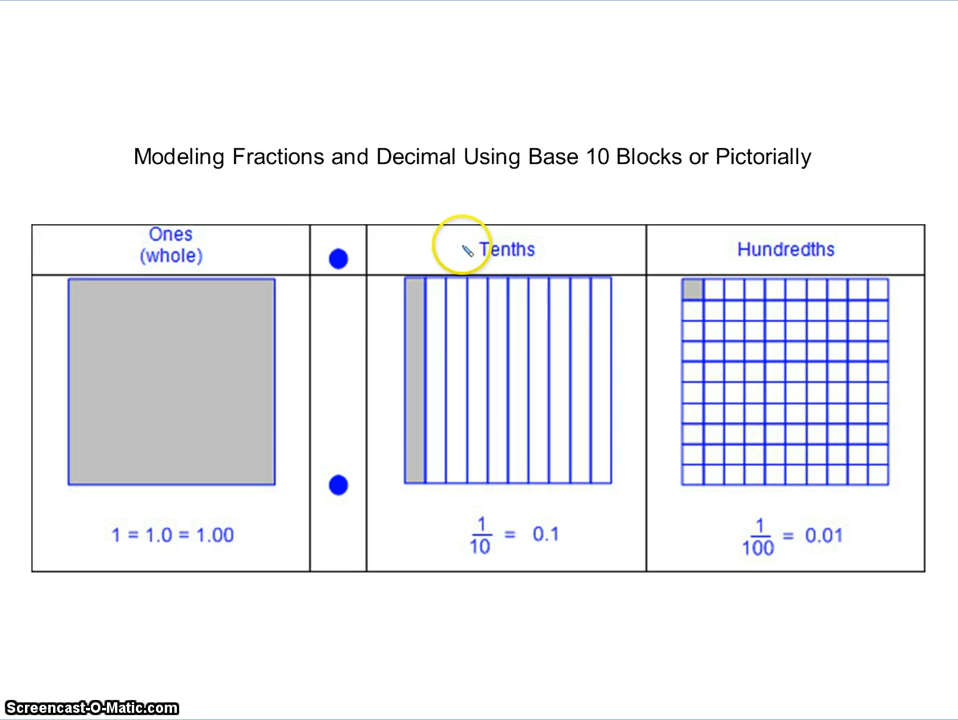 Modeling Fractions and Decimal Using Base 10 Blocks or Pictorially
Ones
(whole)
Tenths
Hundredths
1 = 1.0 = 1.00
1/10 = 0.1
1/100 = 0.01
Screencast-O-Matic.com